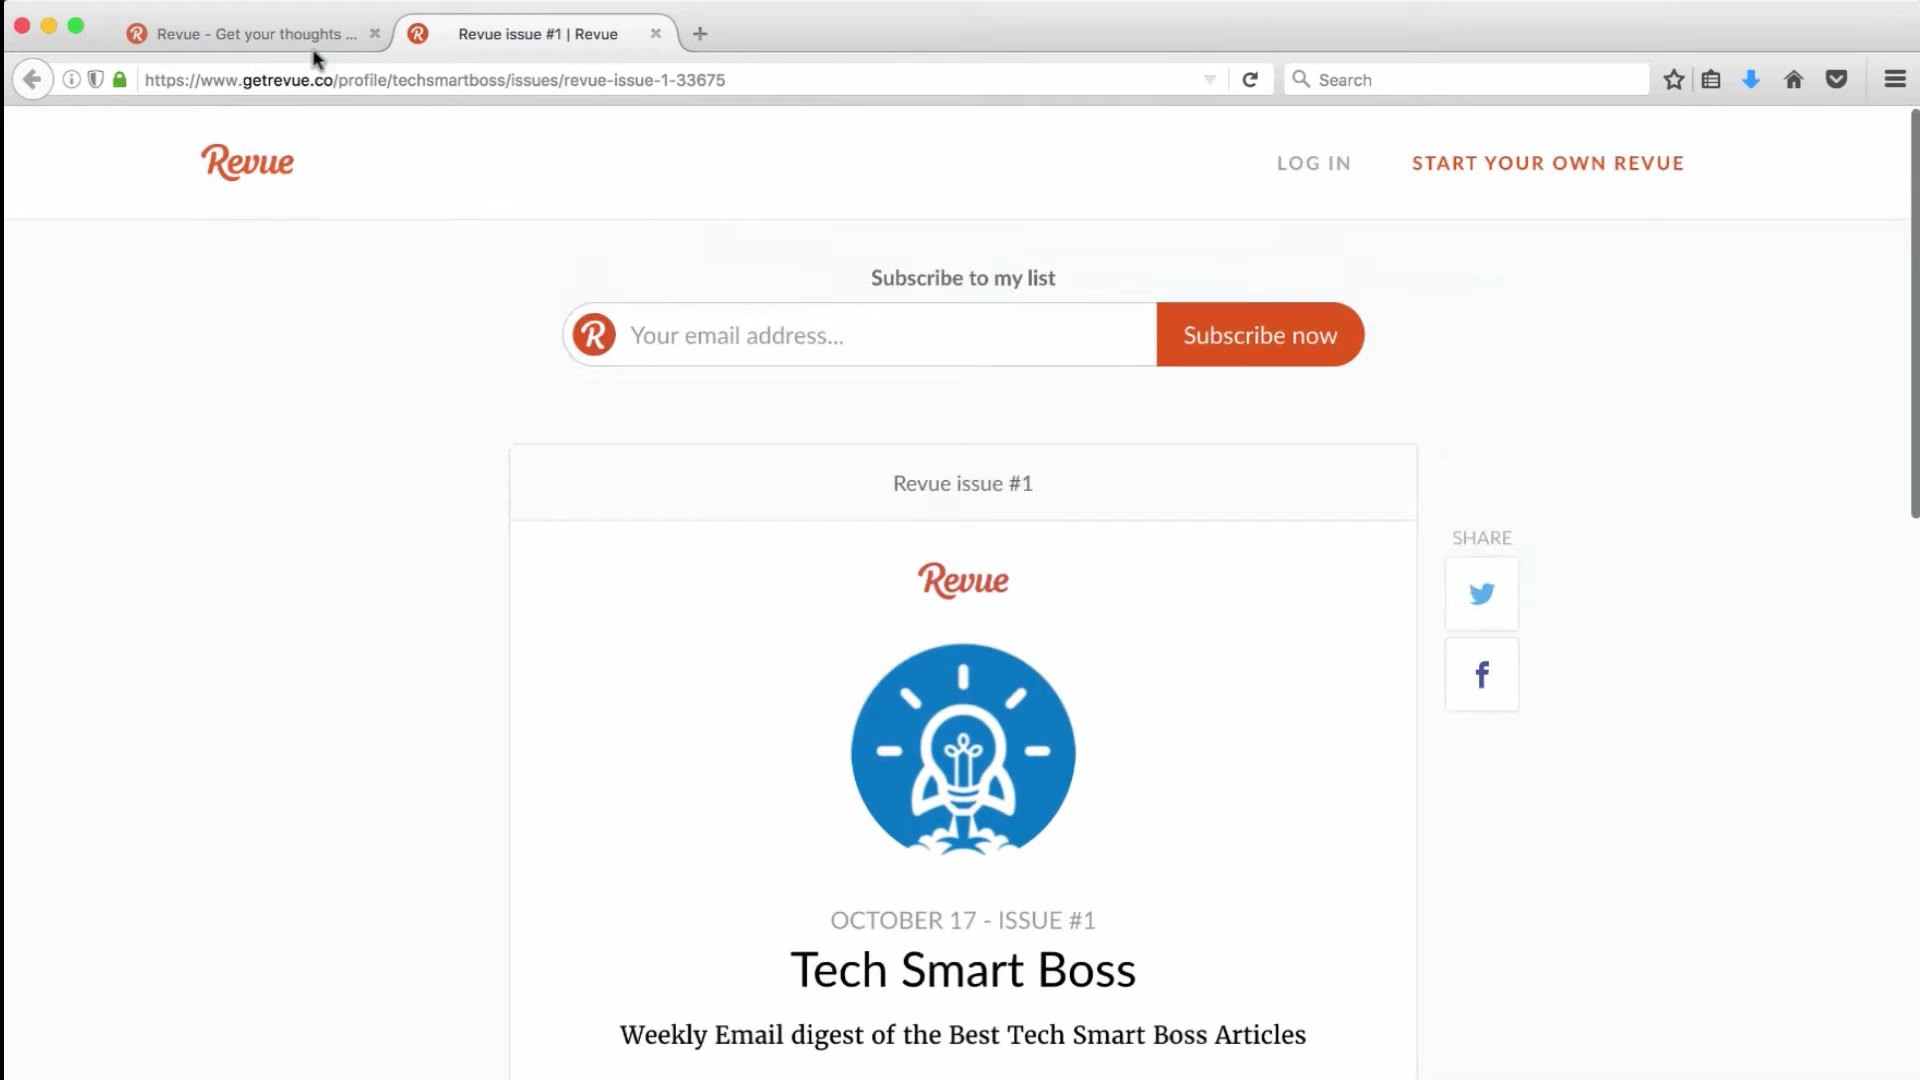 Revue - Get your thoughts ...
Revue issue #1 | Revue
https://www.getrevue.co/profile/techsmartboss/issues/revue-issue-1-33675
Search
Revue
LOG IN
START YOUR OWN REVUE
Subscribe to my list
R
Your email address...
Subscribe now
Revue issue #1
SHARE
Revue
OCTOBER 17 - ISSUE #1
Tech Smart Boss
Weekly Email digest of the Best Tech Smart Boss Articles